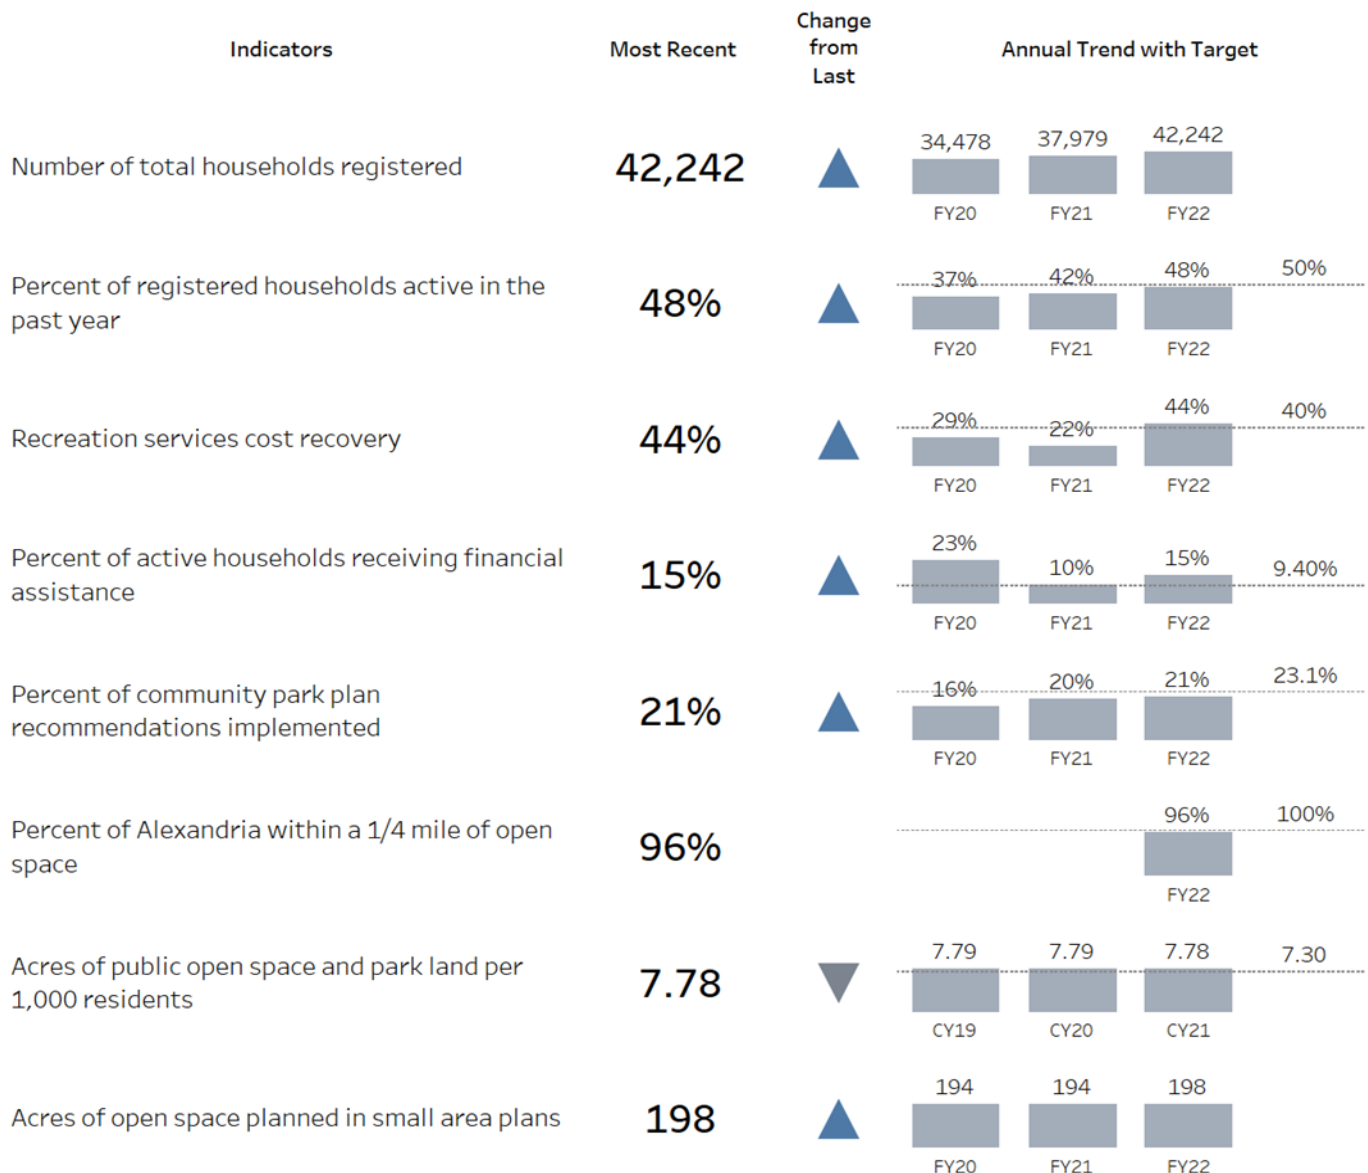 Indicators
Most Recent
Change
from
Last
Annual Trend with Target
Number of total households registered
42,242
34,478
37,979
42,242
FY20
FY21
FY22
Percent of registered households active in the
past year
48%
37%
42%
48%
50%
FY20
FY21
FY22
Recreation services cost recovery
44%
29%
22%
44%
40%
FY20
FY21
FY22
Percent of active households receiving financial
assistance
15%
23%
10%
15%
9.40%
FY20
FY21
FY22
Percent of community park plan
recommendations implemented
21%
16%
20%
21%
23.1%
FY20
FY21
FY22
Percent of Alexandria within a 1/4 mile of open
space
96%
96%
100%
FY22
Acres of public open space and park land per
1,000 residents
7.78
7.79
7.79
7.78
7.30
CY19
CY20
CY21
Acres of open space planned in small area plans
198
194
194
198
FY20
FY21
FY22